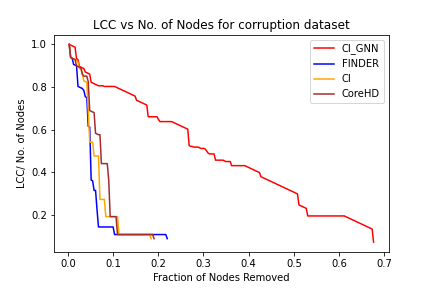 LCC vs No. of Nodes for corruption dataset
1.0
0.8
0.6
0.4
0.2
LCC/ No. of Nodes
CI_GNN
FINDER
CI
CoreHD
0.0 0.1 0.2 0.3 0.4 0.5 0.6 0.7
Fraction of Nodes Removed